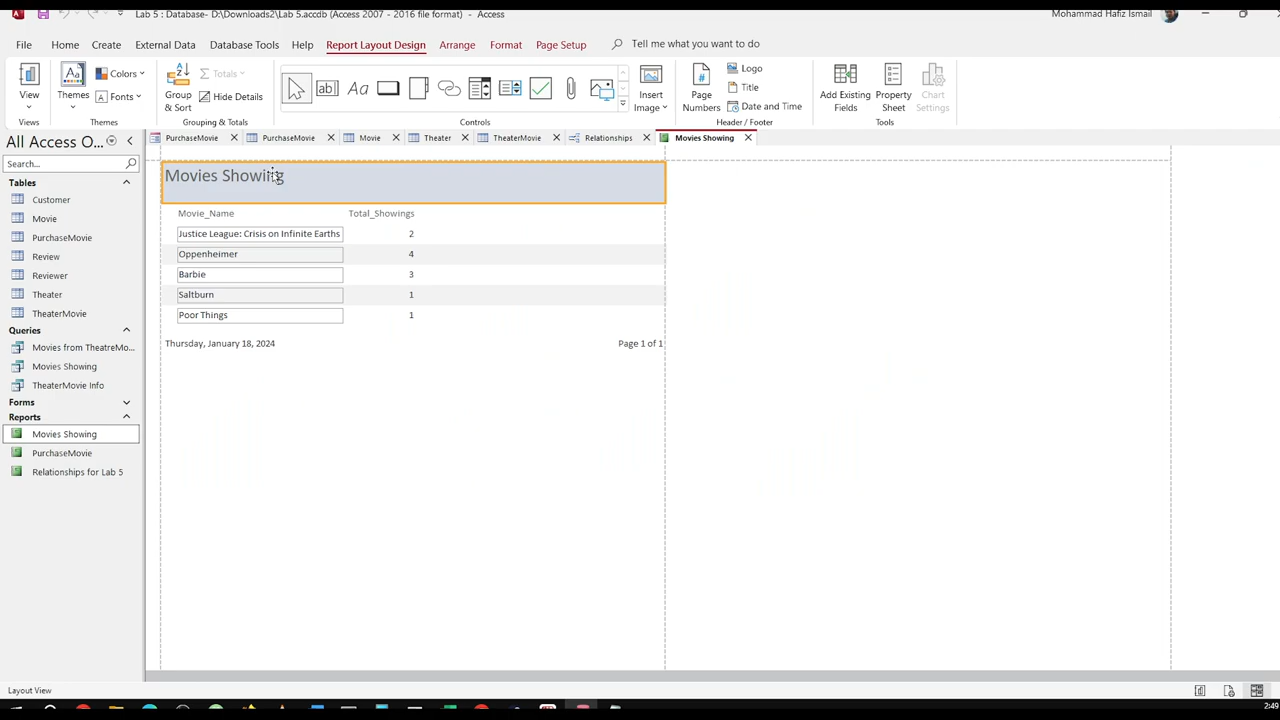 Lab 5 : Database- D:\Downloads2\Lab 5.accdb (Access 2007 - 2016 file format) - Access
Mohammad Hafiz Ismail
File Home Create External Data Database Tools Help Report Layout Design Arrange Format Page Setup Tell me what you want to do
View
Views
Themes
Colors
Fonts
Themes
Group & Sort
Totals
Hide Details
Grouping & Totals
Aa
Controls
Insert Image
Page Numbers
Logo
Title
Date and Time
Header / Footer
Add Existing Fields
Property Sheet
Chart Settings
Tools
All Access O...
Search...
Tables
Customer
Movie
PurchaseMovie
Review
Reviewer
Theater
TheaterMovie
Queries
Movies from TheatreMo...
Movies Showing
TheaterMovie Info
Forms
Reports
Movies Showing
PurchaseMovie
Relationships for Lab 5
PurchaseMovie PurchaseMovie Movie Theater TheaterMovie Relationships Movies Showing
Movies Showing
Movie_Name Total_Showings
Justice League: Crisis on Infinite Earths 2
Oppenheimer 4
Barbie 3
Saltburn 1
Poor Things 1
Thursday, January 18, 2024 Page 1 of 1
Layout View
2:49